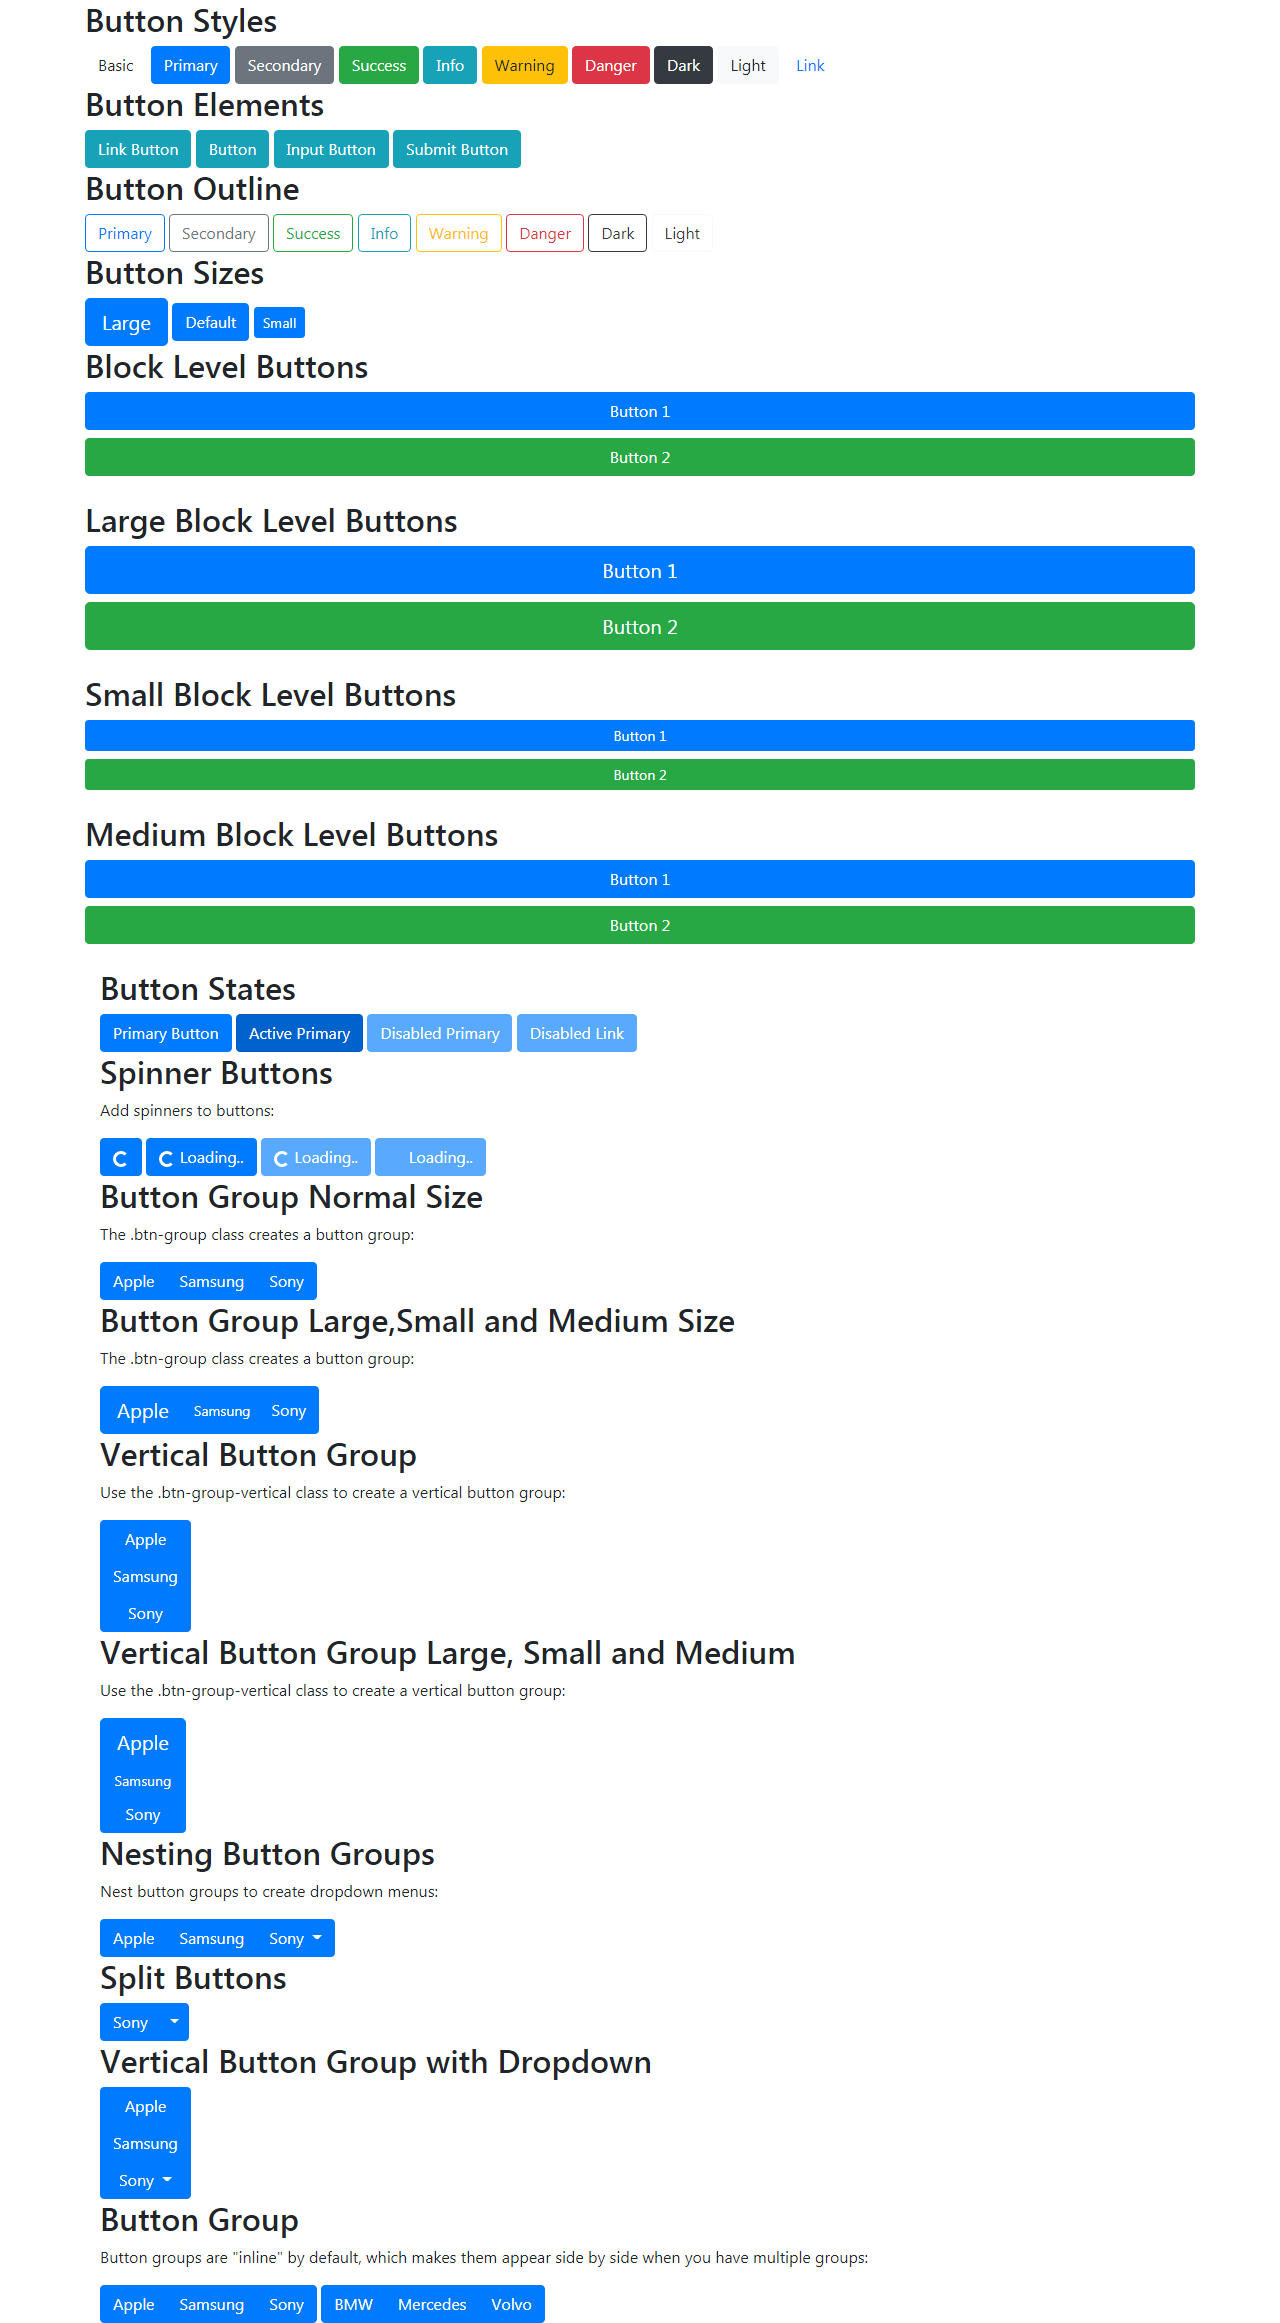 Button Styles
Basic Primary Secondary Success Info Warning Danger Dark Light Link
Button Elements
Link Button Button Input Button Submit Button
Button Outline
Primary Secondary Success Info Warning Danger Dark Light
Button Sizes
Large Default Small
Block Level Buttons
Button 1
Button 2
Large Block Level Buttons
Button 1
Button 2
Small Block Level Buttons
Button 1
Button 2
Medium Block Level Buttons
Button 1
Button 2
Button States
Primary Button Active Primary Disabled Primary Disabled Link
Spinner Buttons
Add spinners to buttons:
Loading.. Loading.. Loading..
Button Group Normal Size
The .btn-group class creates a button group:
Apple Samsung Sony
Button Group Large,Small and Medium Size
The .btn-group class creates a button group:
Apple Samsung Sony
Vertical Button Group
Use the .btn-group-vertical class to create a vertical button group:
Apple
Samsung
Sony
Vertical Button Group Large, Small and Medium
Use the .btn-group-vertical class to create a vertical button group:
Apple
Samsung
Sony
Nesting Button Groups
Nest button groups to create dropdown menus:
Apple Samsung Sony
Split Buttons
Sony
Vertical Button Group with Dropdown
Apple
Samsung
Sony
Button Group
Button groups are "inline" by default, which makes them appear side by side when you have multiple groups:
Apple Samsung Sony BMW Mercedes Volvo